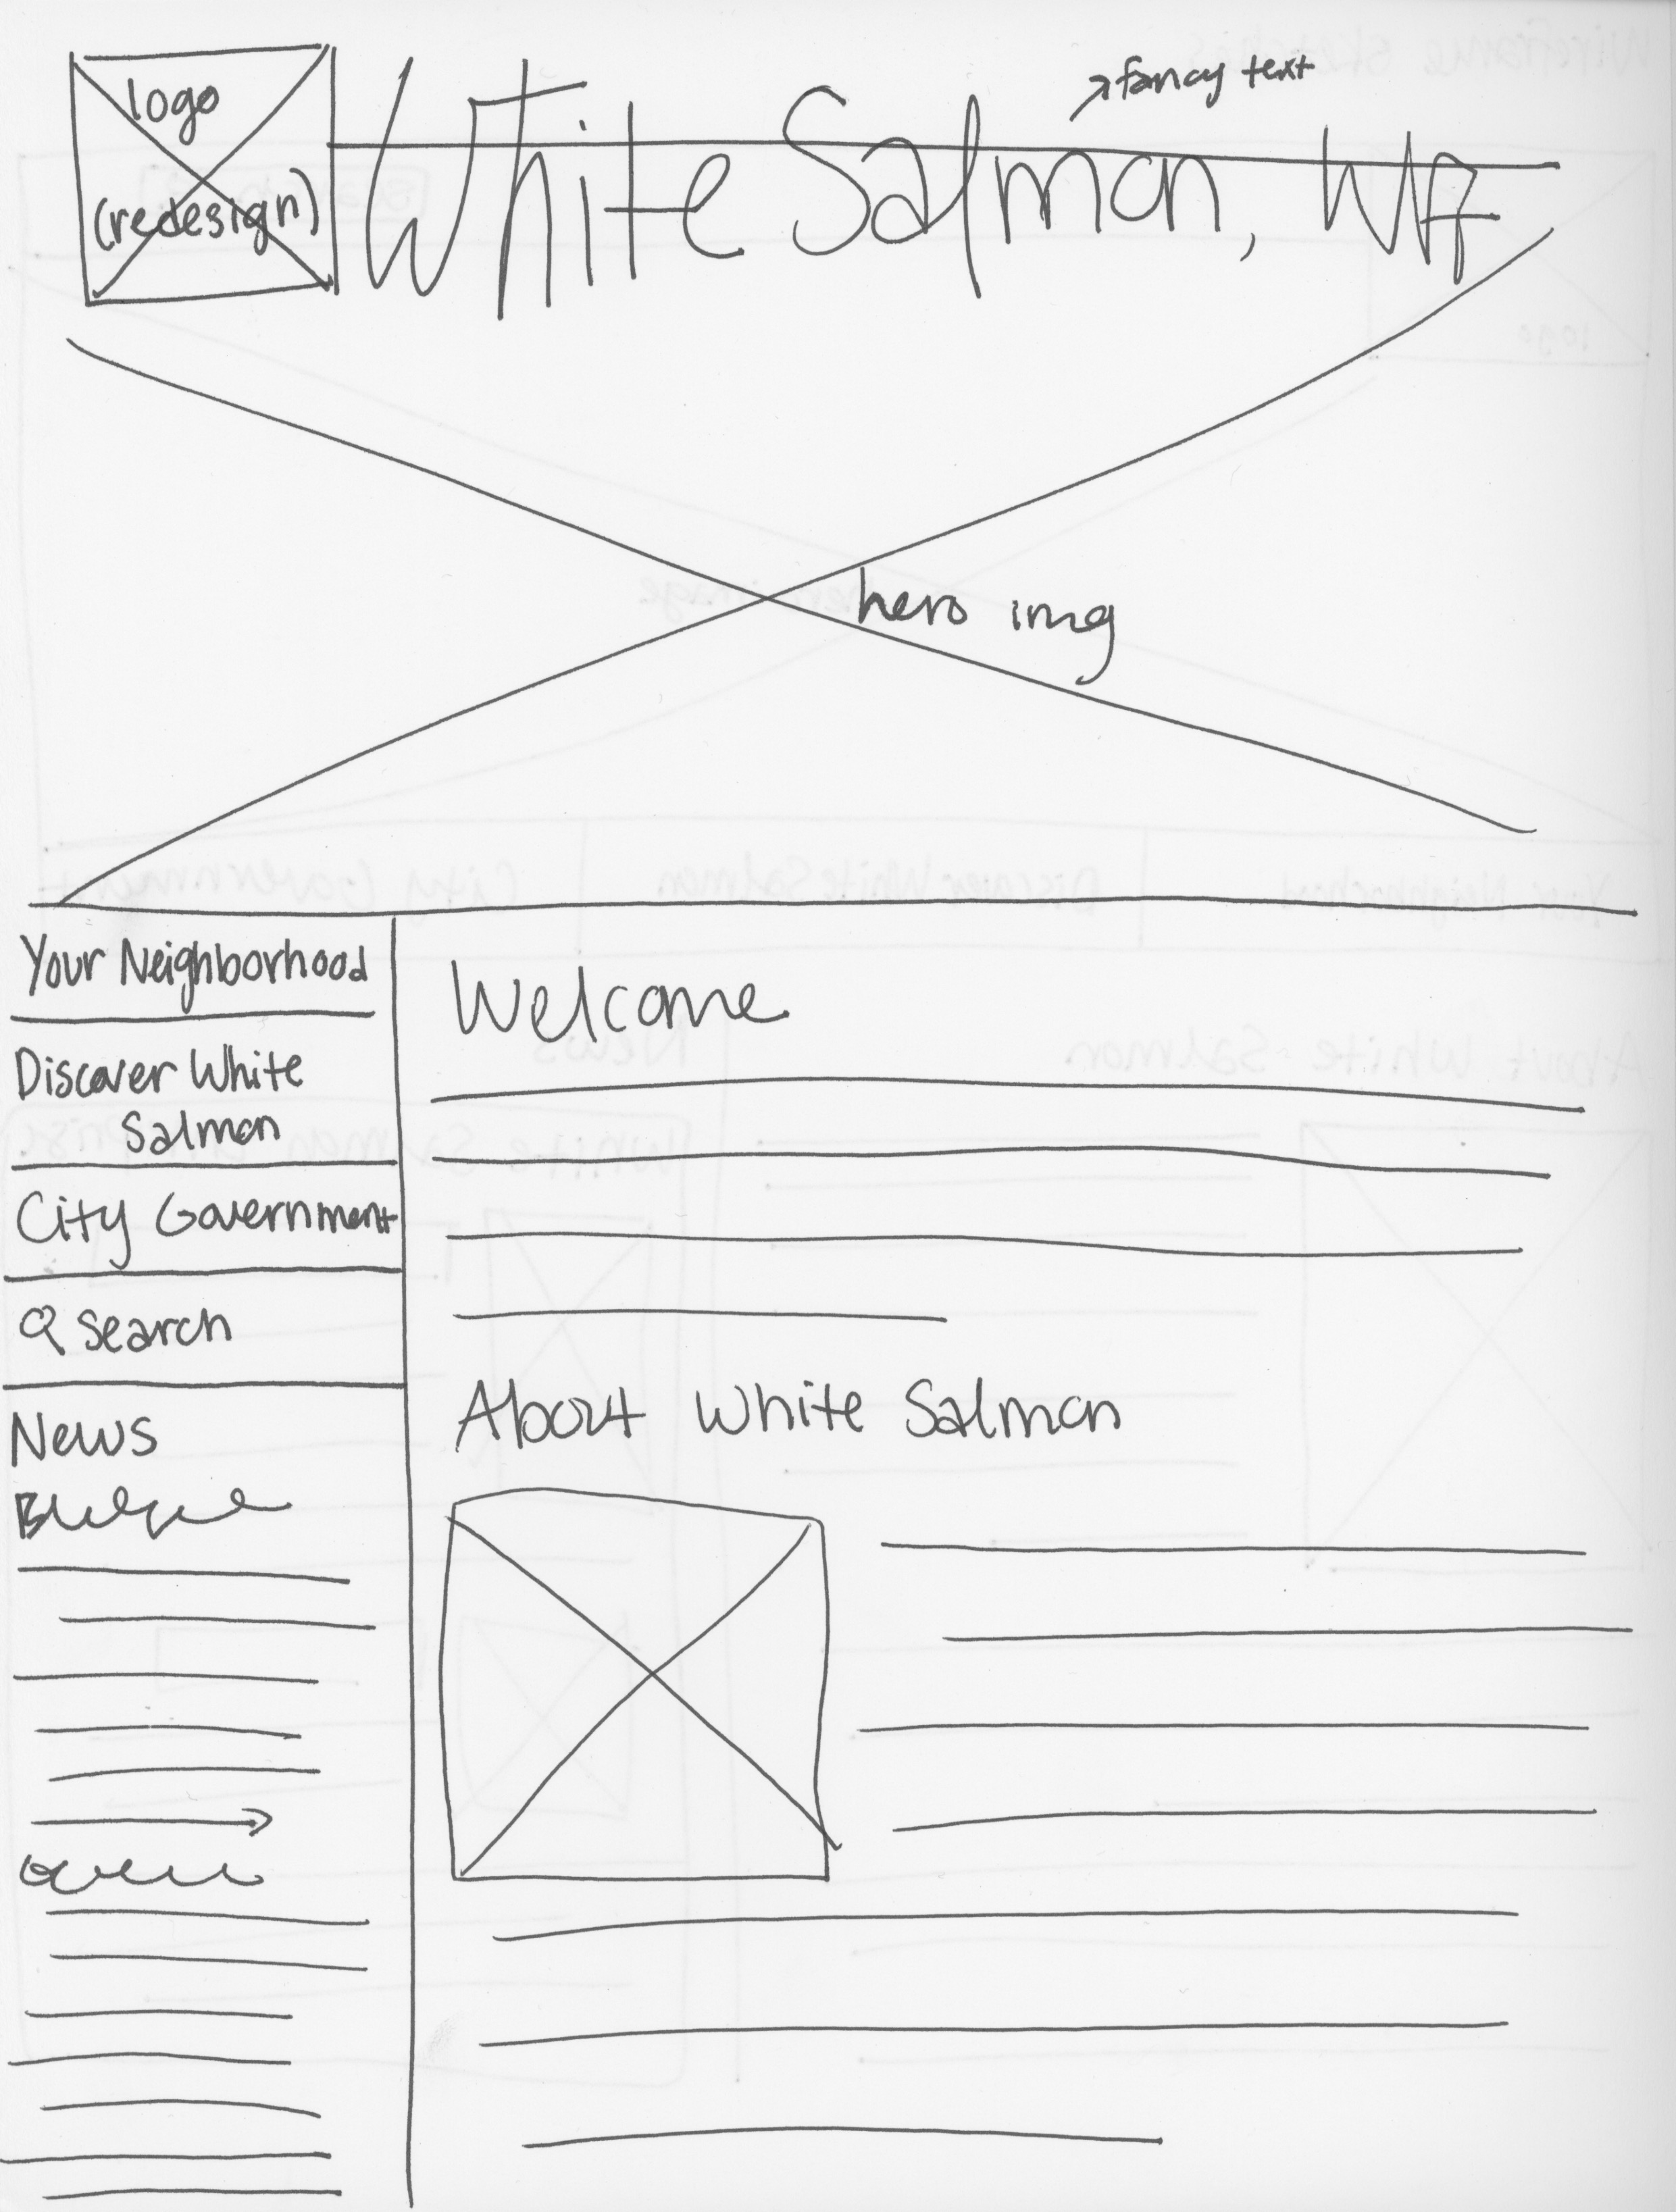 logo
(redesign)
White Salmon, WA
fancy text
hero img
Your Neighborhood
Discover White
Salmon
City Government
Search
News
Welcome
About White Salmon